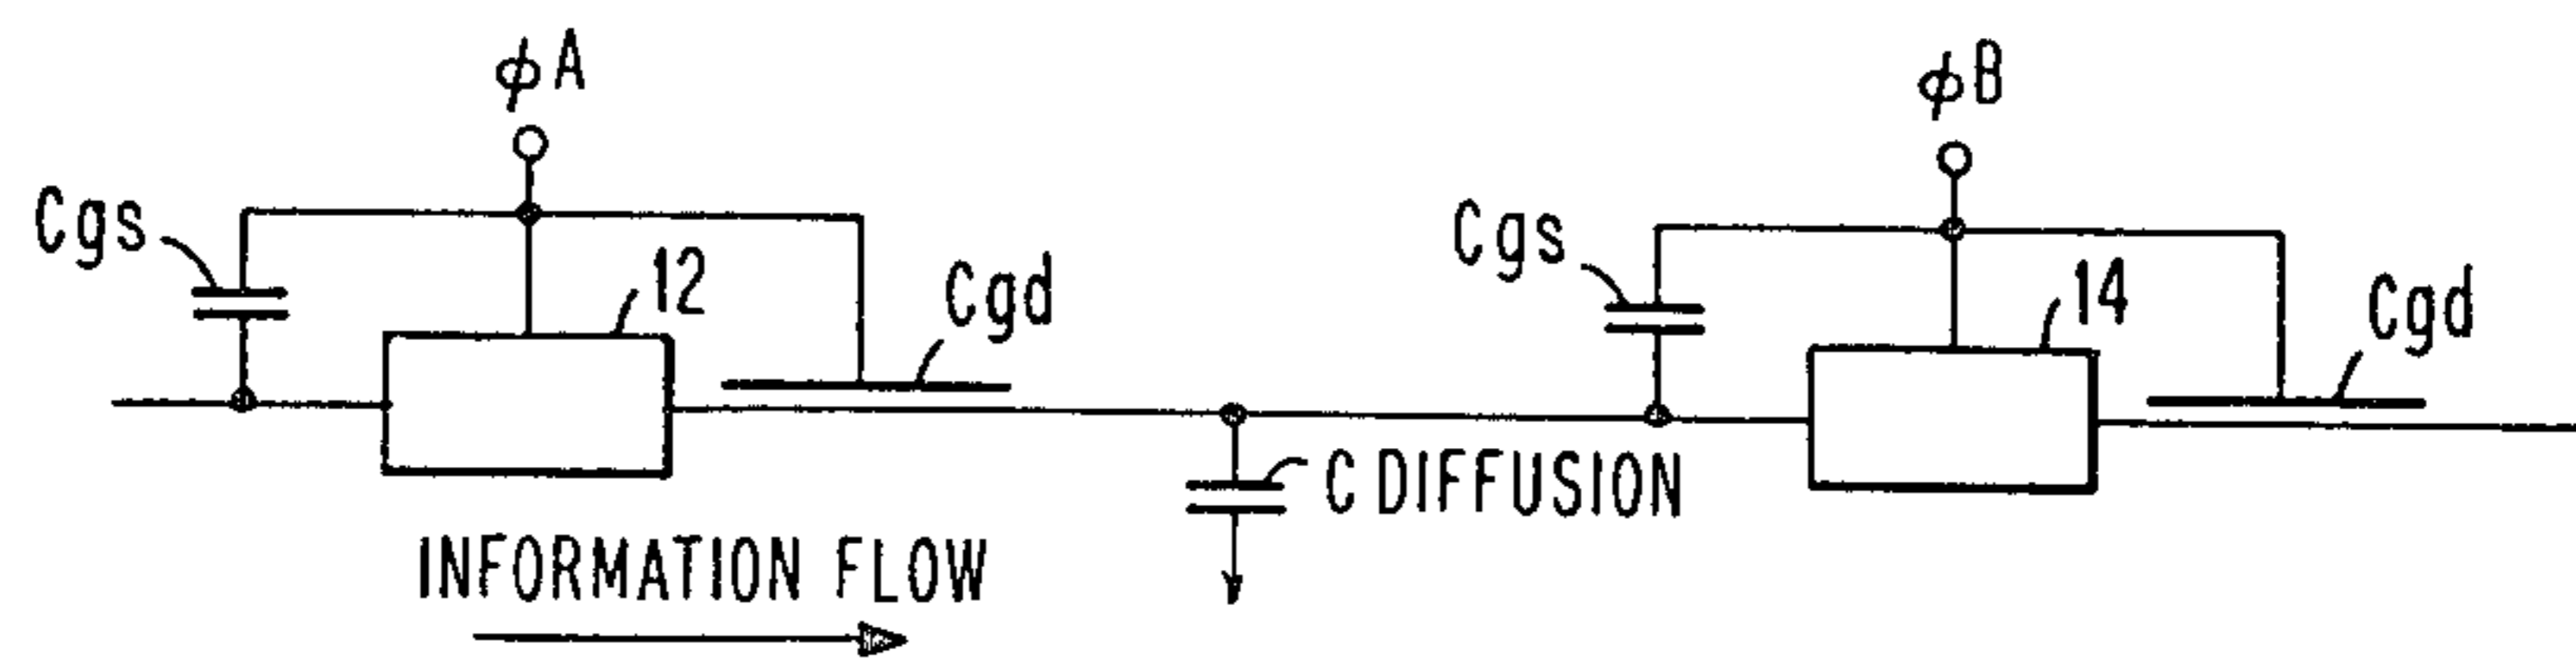 ϕA
ϕB
Cgs
12
Cgd
Cgs
14
Cgd
C DIFFUSION
INFORMATION FLOW